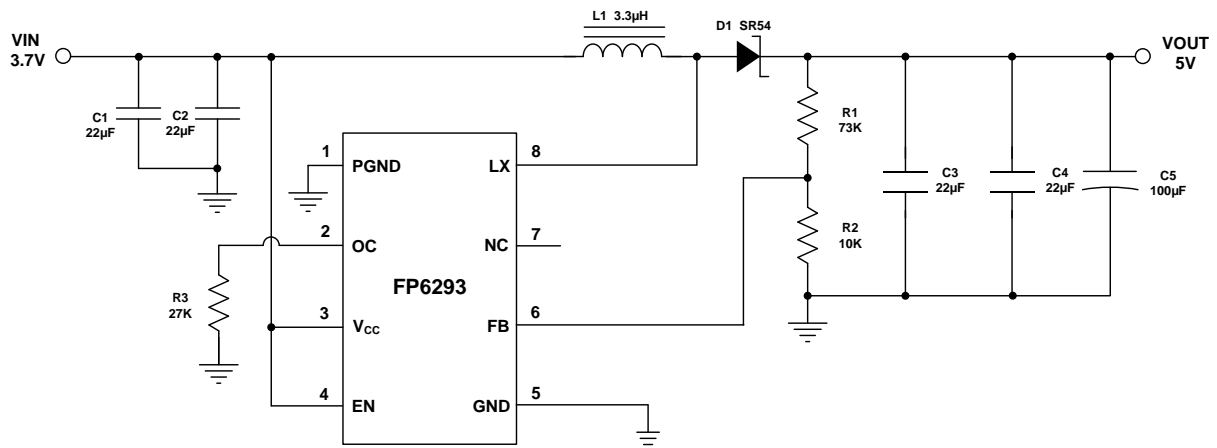 L1 3.3µH
D1 SR54
VIN
3.7V
VOUT
5V
C1
22µF
C2
22µF
R1
73K
1
PGND
LX
8
C3
22µF
C4
22µF
C5
100µF
2
OC
NC
7
R2
10K
FP6293
R3
27K
3
VCC
FB
6
4
EN
GND
5